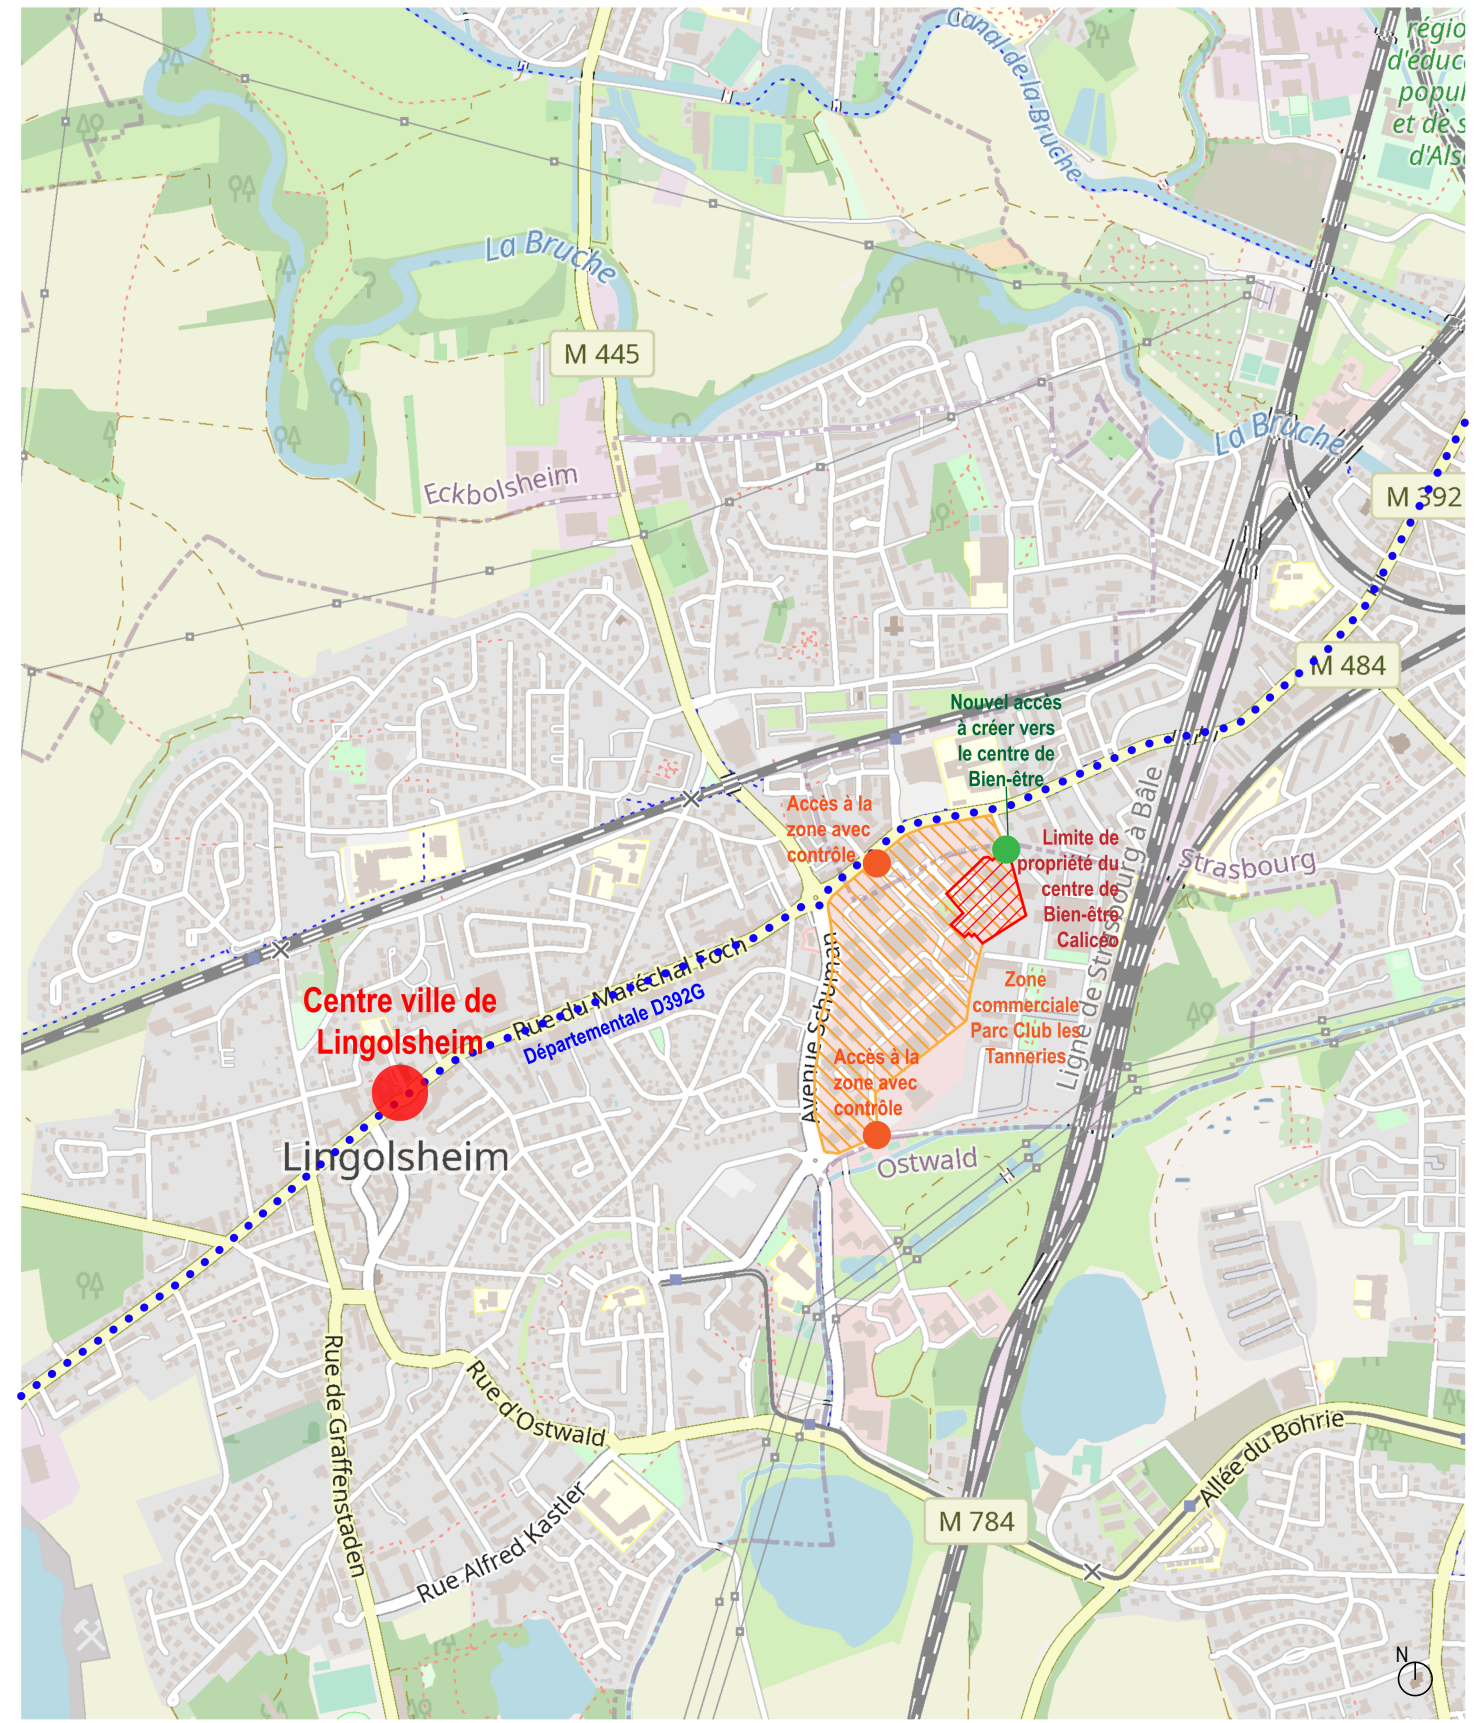 Canal de la Bruche
régio
d'éduc
popul
et de s
d'Als
La Bruche
M 445
La Bruche
Eckbolsheim
M 392
M 484
Nouvel accès
à créer vers
le centre de
Bien-être
Accès à la
zone avec
contrôle
Limite de
propriété du
centre de
Bien-être
Calicéo
Strasbourg
Ligne de Strasbourg à Bâle
Rue du Maréchal Foch
Départementale D392G
Avenue Schuman
Zone
commerciale
Parc Club les
Tanneries
Centre ville de
Lingolsheim
Accès à la
zone avec
contrôle
Lingolsheim
Ostwald
Rue de Graffenstaden
Rue d'Ostwald
Rue Alfred Kastler
Allée du Bohrie
M 784
N